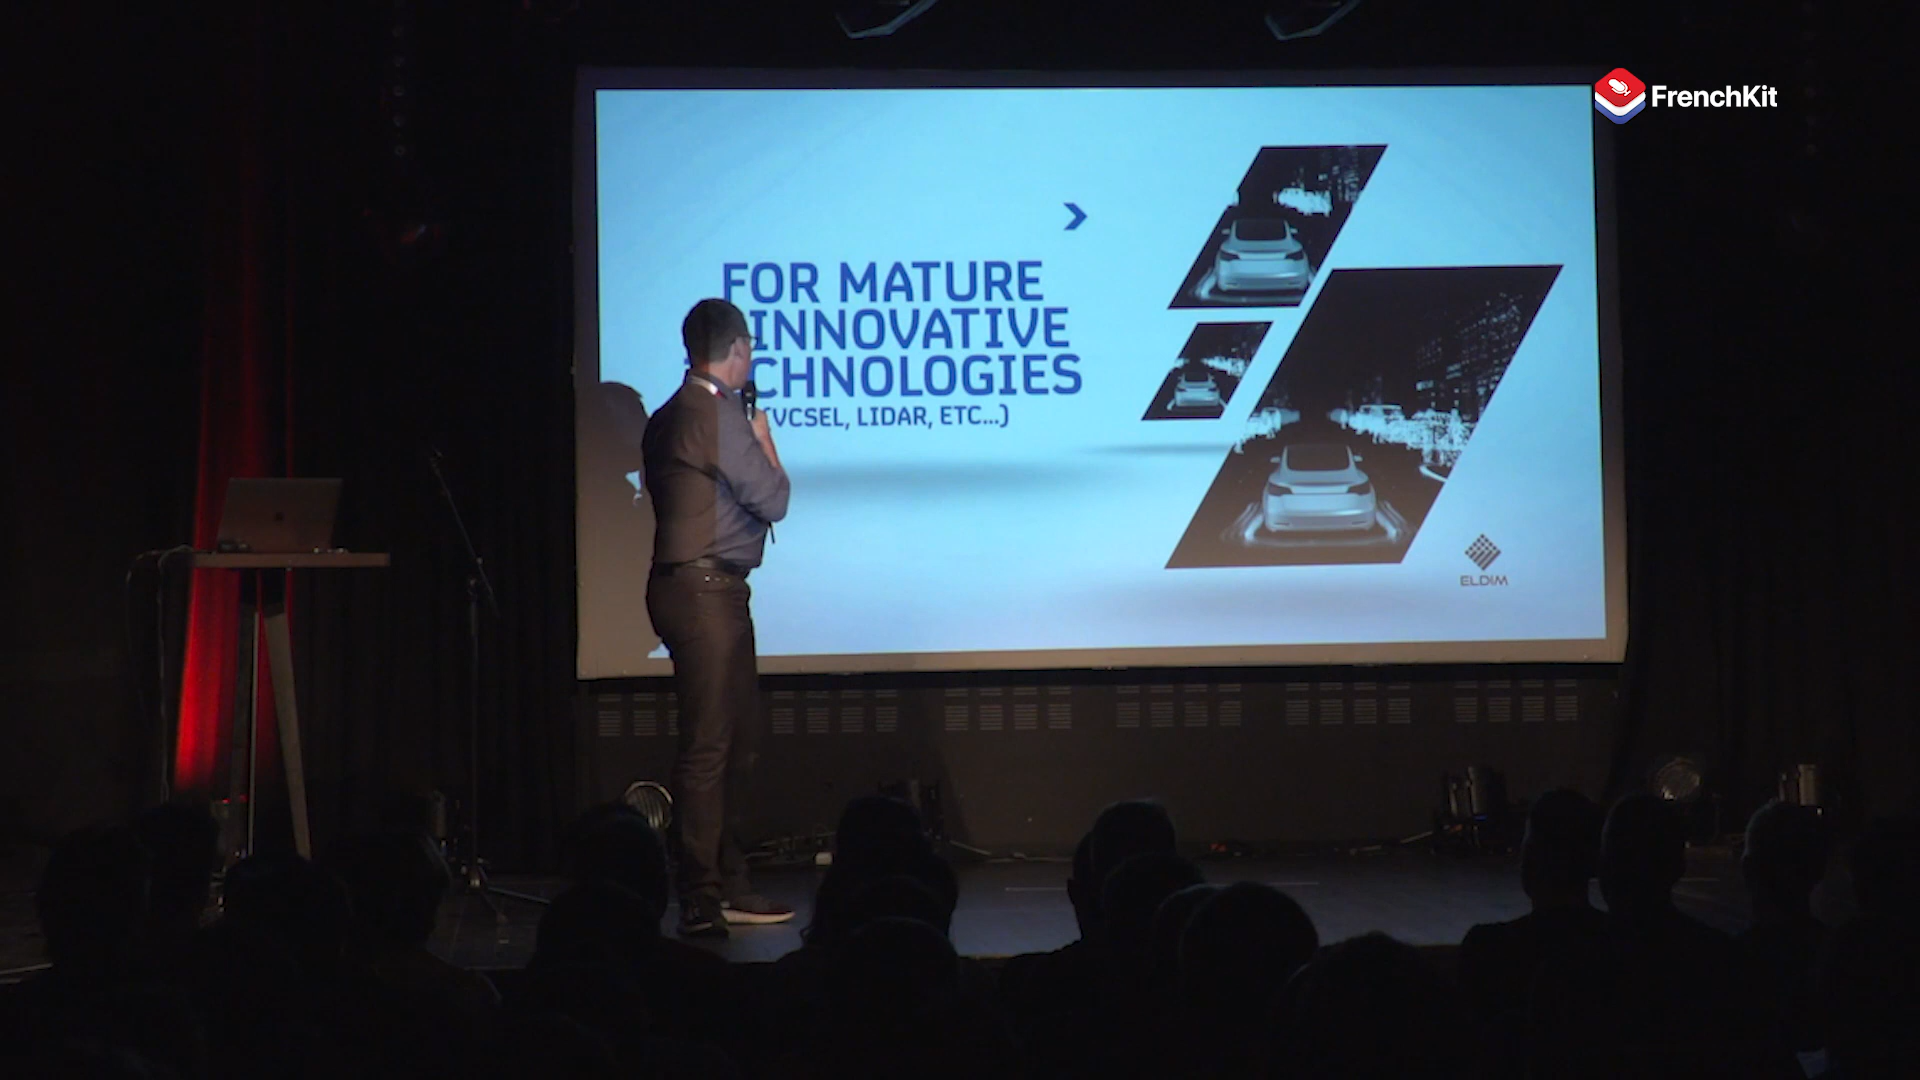 FrenchKit
FOR MATURE
INNOVATIVE
CHNOLOGIES
(VCSEL, LIDAR, ETC...)
ELDIM